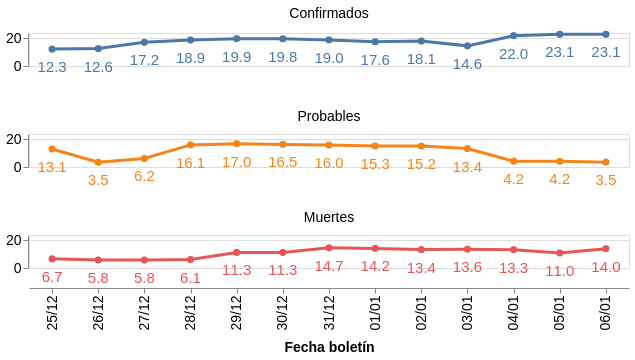 Confirmados
20
0
12.3 12.6 17.2 18.9 19.9 19.8 19.0 17.6 18.1 14.6 22.0 23.1 23.1
Probables
20
0
13.1 3.5 6.2 16.1 17.0 16.5 16.0 15.3 15.2 13.4 4.2 4.2 3.5
Muertes
20
0
6.7 5.8 5.8 6.1 11.3 11.3 14.7 14.2 13.4 13.6 13.3 11.0 14.0
25/12 26/12 27/12 28/12 29/12 30/12 31/12 01/01 02/01 03/01 04/01 05/01 06/01
Fecha boletín